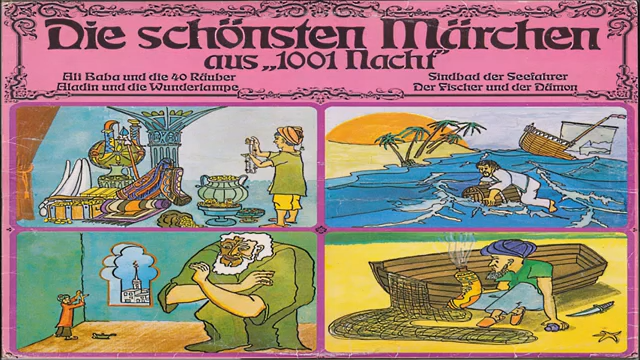 Die schönsten Märchen
aus „1001 Nacht"
Ali Baba und die 40 Räuber
Aladin und die Wunderlampe
Sindbad der Seefahrer
Der Fischer und der Dämon